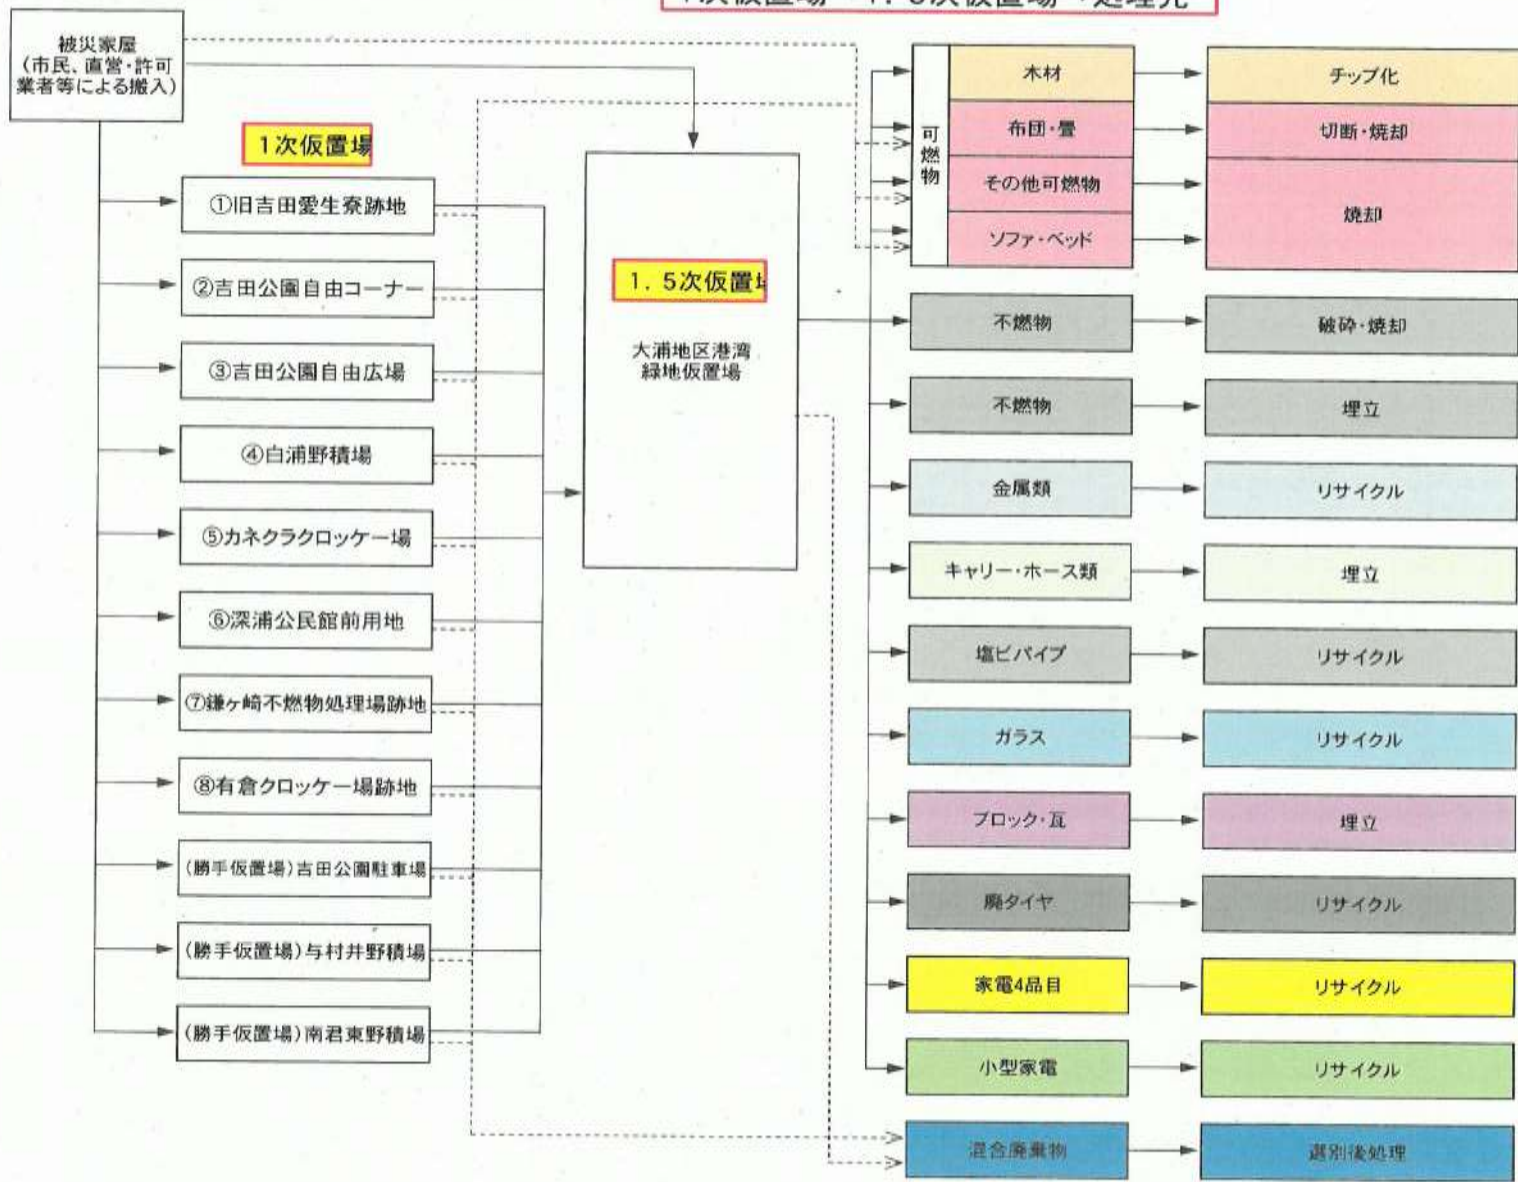 被災家屋
(市民、直営・許可
業者等による搬入)
1次仮置場
①旧吉田愛生寮跡地
②吉田公園自由コーナー
③吉田公園自由広場
④白浦野積場
⑤カネクラクロッケー場
⑥深浦公民館前用地
⑦鎌ヶ崎不燃物処理場跡地
⑧有倉クロッケー場跡地
(勝手仮置場)吉田公園駐車場
(勝手仮置場)与村井野積場
(勝手仮置場)南君東野積場
1.5次仮置場
大浦地区港湾
緑地仮置場
可燃物
木材 チップ化
布団・畳 切断・焼却
その他可燃物
焼却
ソファ・ベッド
不燃物 破砕・焼却
不燃物 埋立
金属類 リサイクル
キャリー・ホース類 埋立
塩ビパイプ リサイクル
ガラス リサイクル
ブロック・瓦 埋立
廃タイヤ リサイクル
家電4品目 リサイクル
小型家電 リサイクル
混合廃棄物 選別後処理